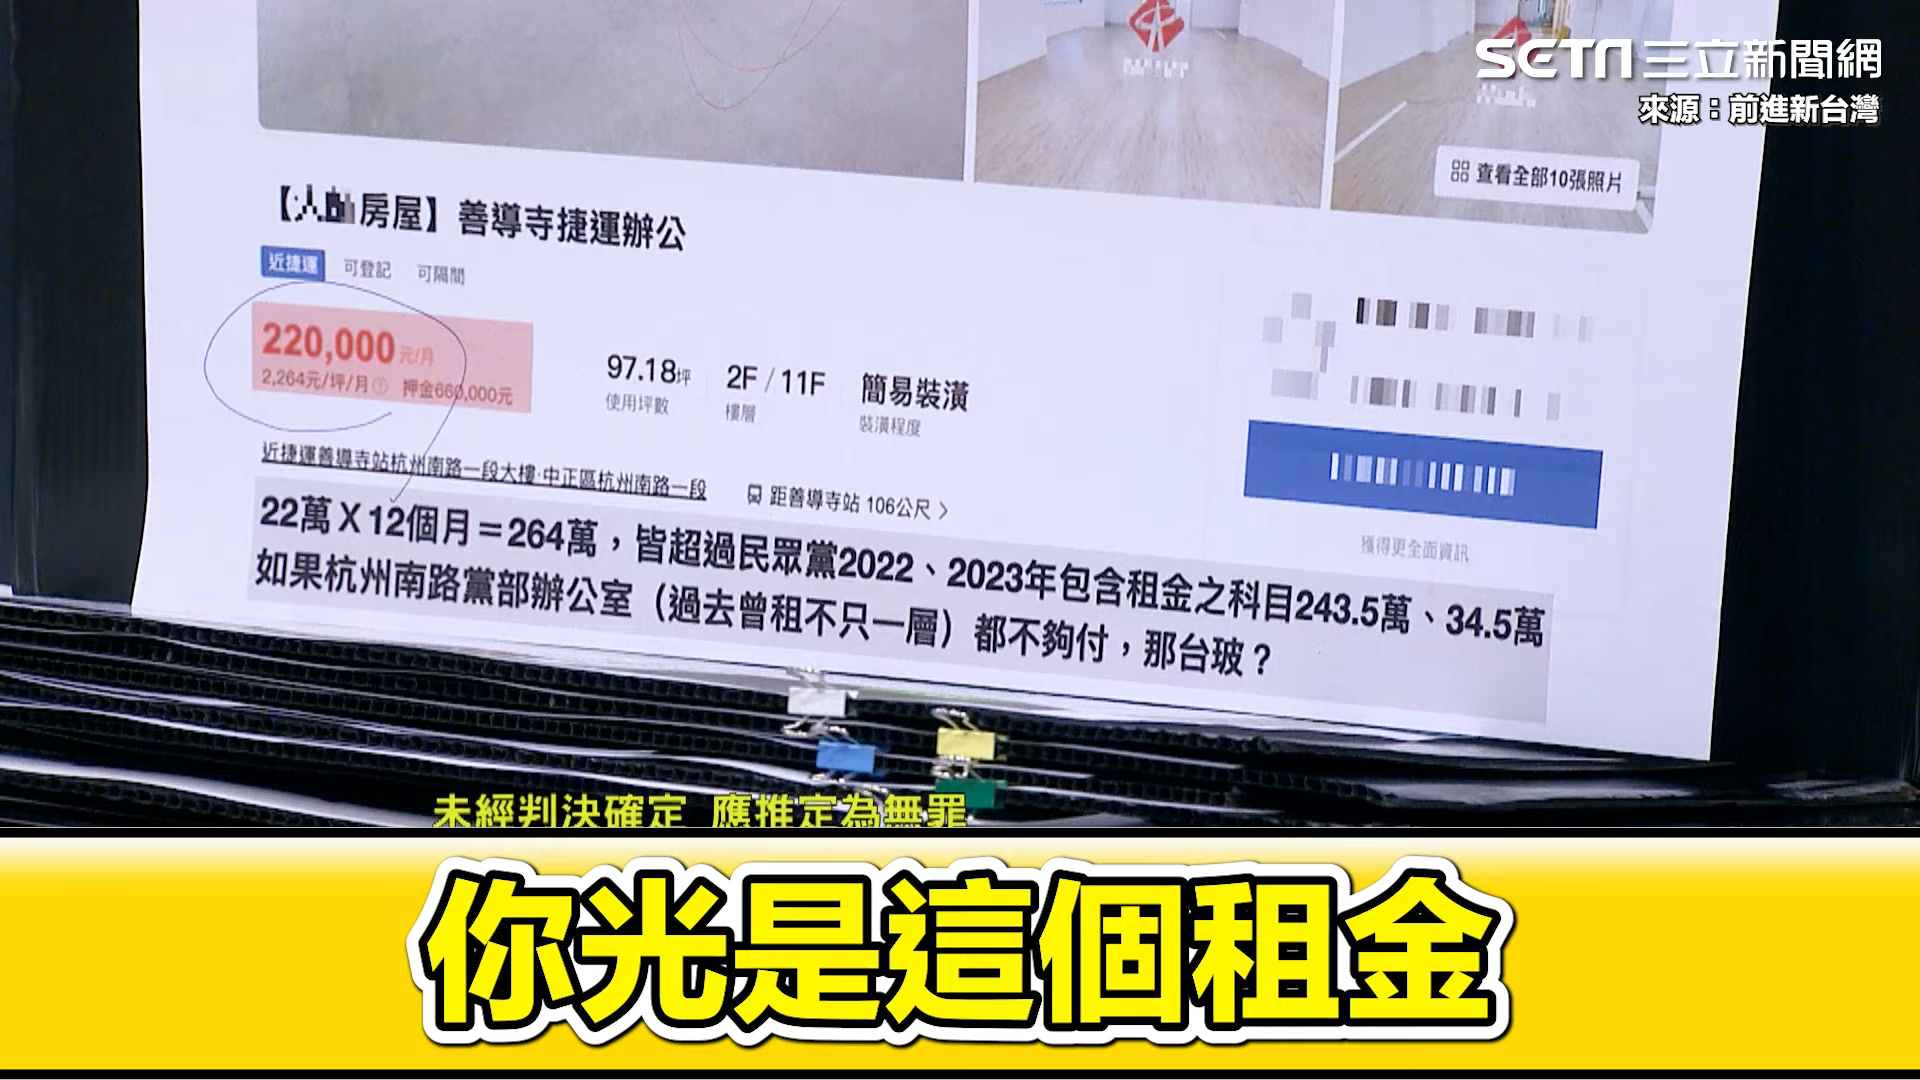 SETN三立新聞網
來源：前進新台灣
查看全部10張照片
房屋】善導寺捷運辦公
近捷運 可登記 可隔間
220,000元/月
2,264元/坪/月 押金660,000元
97.18坪
使用坪數
2F / 11F
樓層
簡易裝潢
裝潢程度
近捷運善導寺站杭州南路一段大樓·中正區杭州南路一段
距善導寺站 106公尺 >
獲得更全面資訊
22萬X12個月＝264萬，皆超過民眾黨2022、2023年包含租金之科目243.5萬、34.5萬
如果杭州南路黨部辦公室（過去曾租不只一層）都不夠付，那台玻？
未經判決確定 應推定為無罪
你光是這個租金